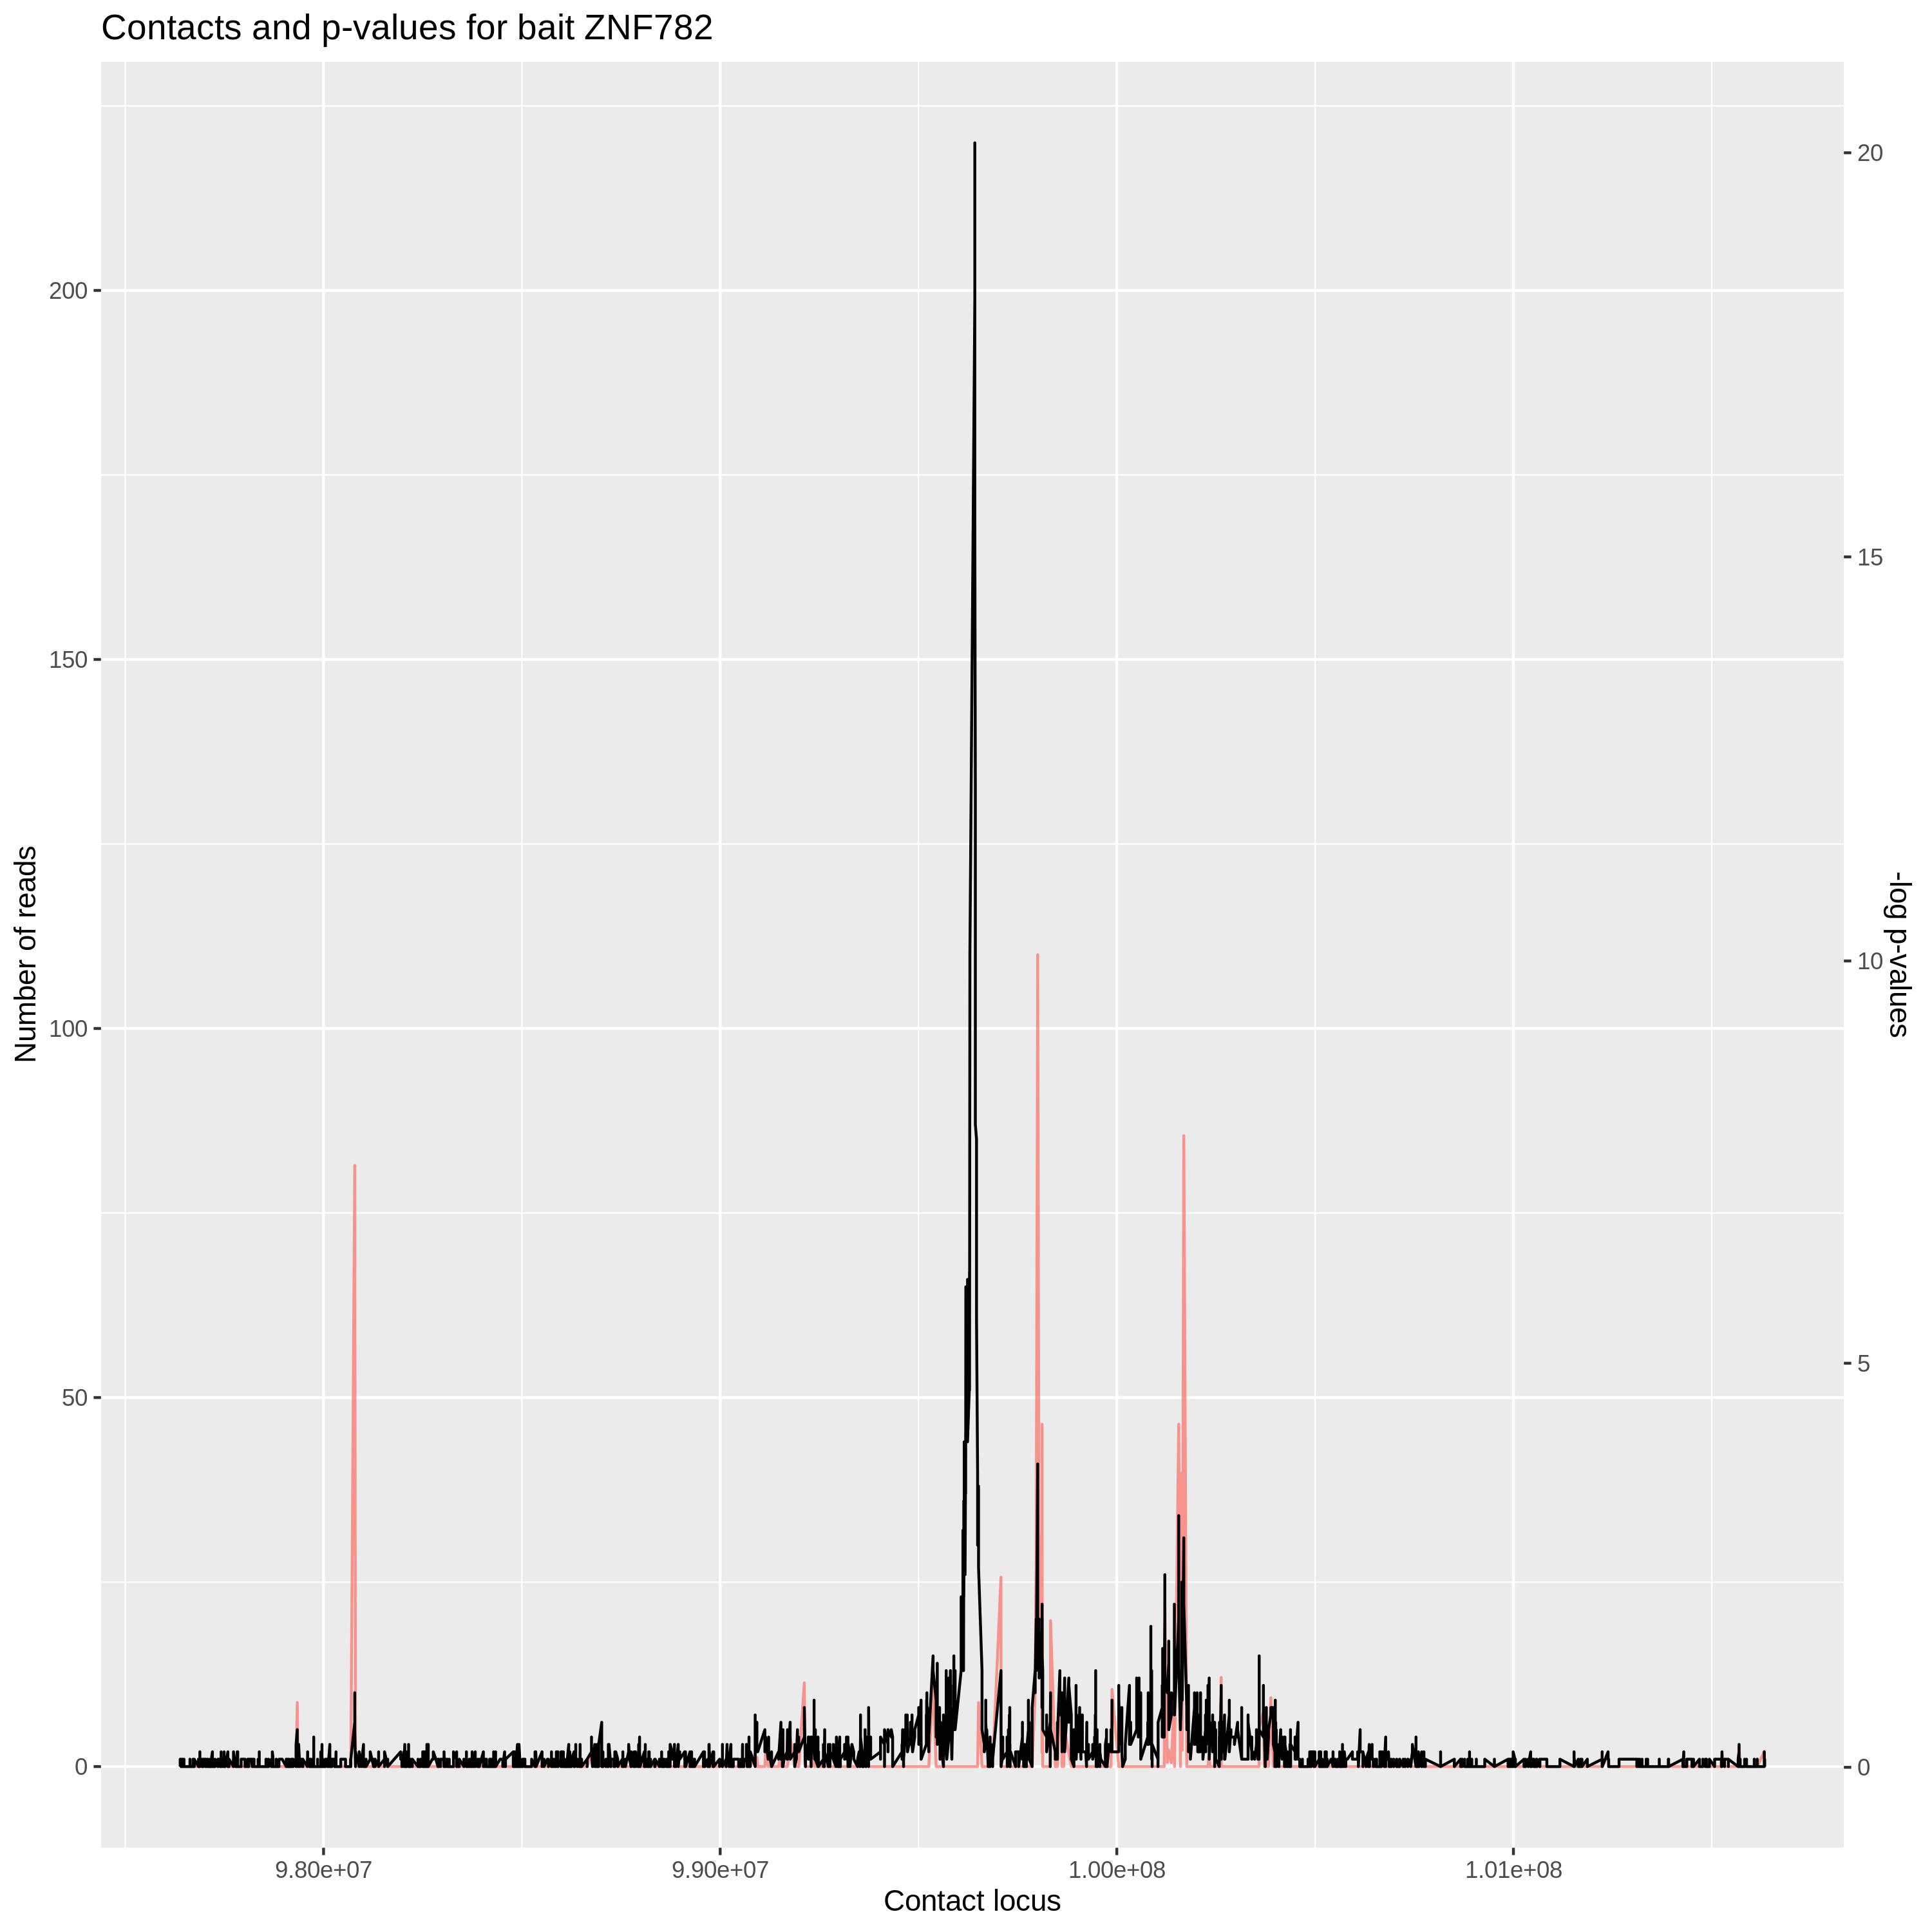 Contacts and p-values for bait ZNF782
Number of reads
200
150
100
50
0
20
15
10
5
0
-log p-values
9.80e+07 9.90e+07 1.00e+08 1.01e+08
Contact locus